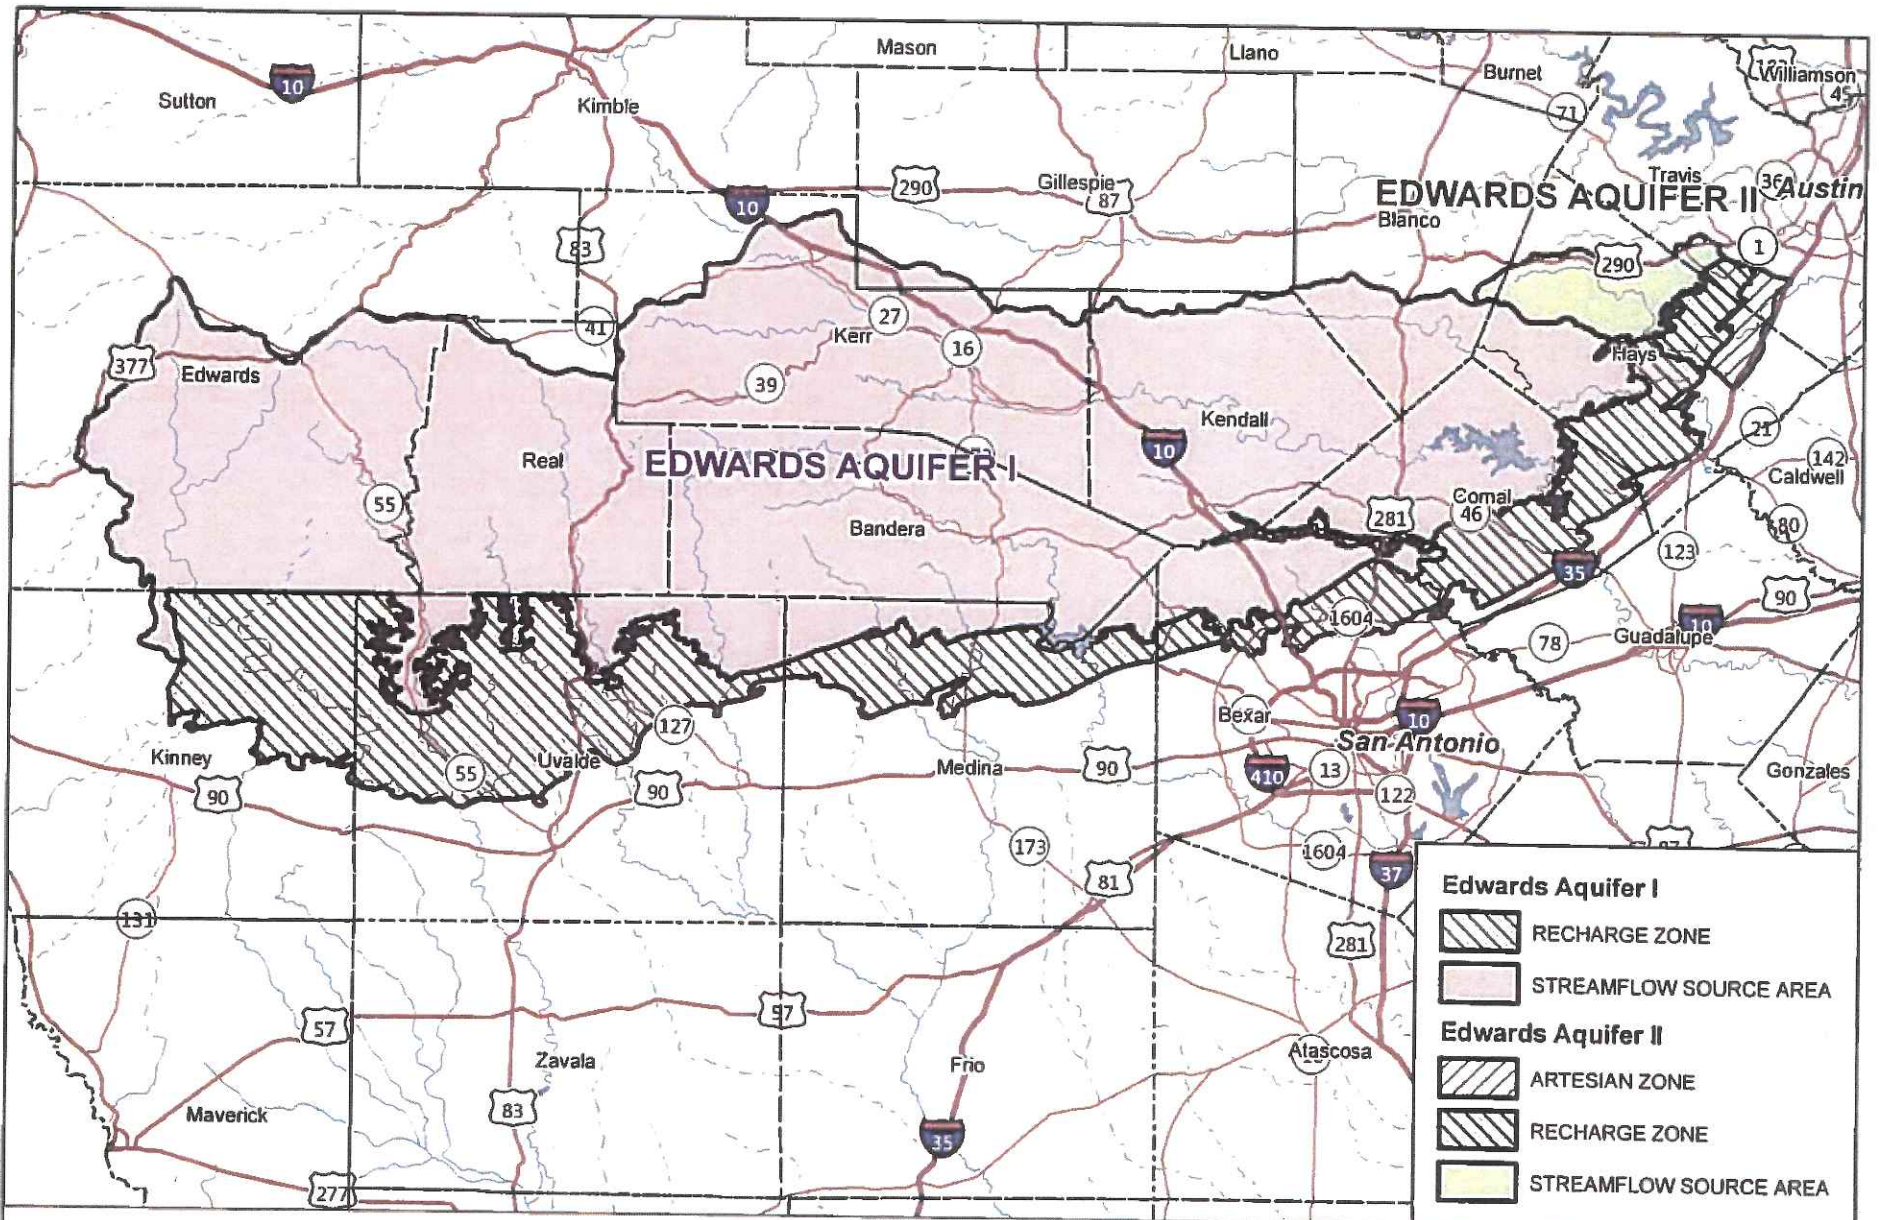 Mason
Llano
Burnet
Williamson
10
Sutton
Kimble
45
71
290
Gillespie
87
Travis
Austin
10
EDWARDS AQUIFER II
Blanco
83
290
1
27
41
Kerr
16
377
Edwards
39
Hays
Kendall
21
Real
EDWARDS AQUIFER I
10
142
Caldwell
55
Bandera
281
Comal
46
80
123
35
90
1604
10
78
Guadalupe
127
Bexar
10
Kinney
55
Uvalde
San Antonio
90
90
Medina
90
410
13
Gonzales
122
173
1604
81
37
131
281
57
57
Zavala
Frio
Atascosa
Maverick
83
35
277
Edwards Aquifer I
RECHARGE ZONE
STREAMFLOW SOURCE AREA
Edwards Aquifer II
ARTESIAN ZONE
RECHARGE ZONE
STREAMFLOW SOURCE AREA